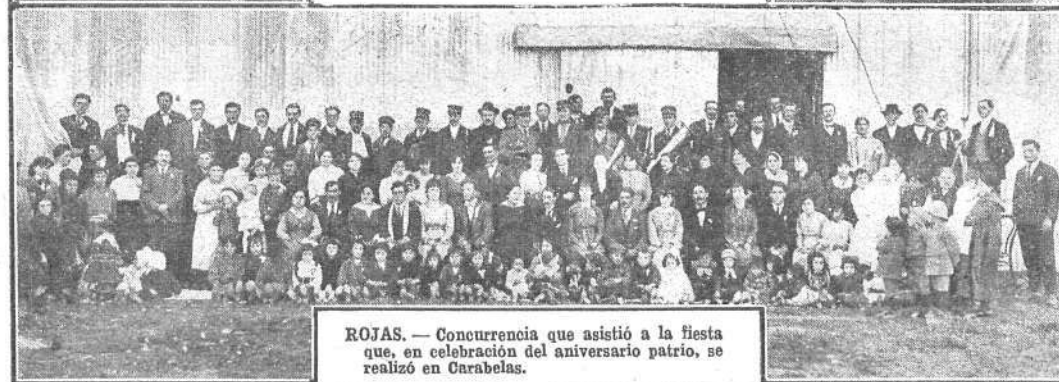 ROJAS. — Concurrencia que asistió a la fiesta
que, en celebración del aniversario patrio, se
realizó en Carabelas.